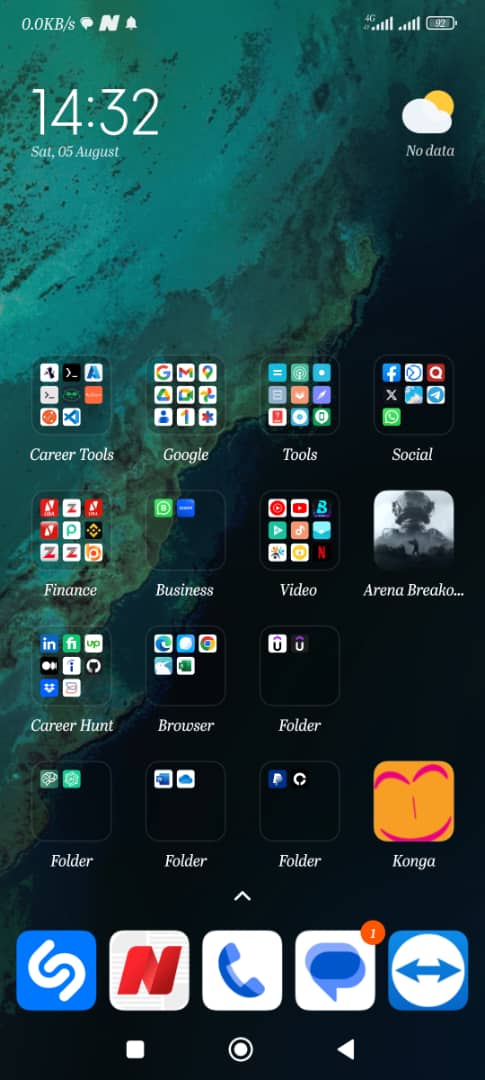 0.0KB/s
4G
92
14:32
Sat, 05 August
No data
Career Tools
Google
Tools
Social
Finance
Business
Video
Arena Breako...
Career Hunt
Browser
Folder
Folder
Folder
Folder
Konga
1